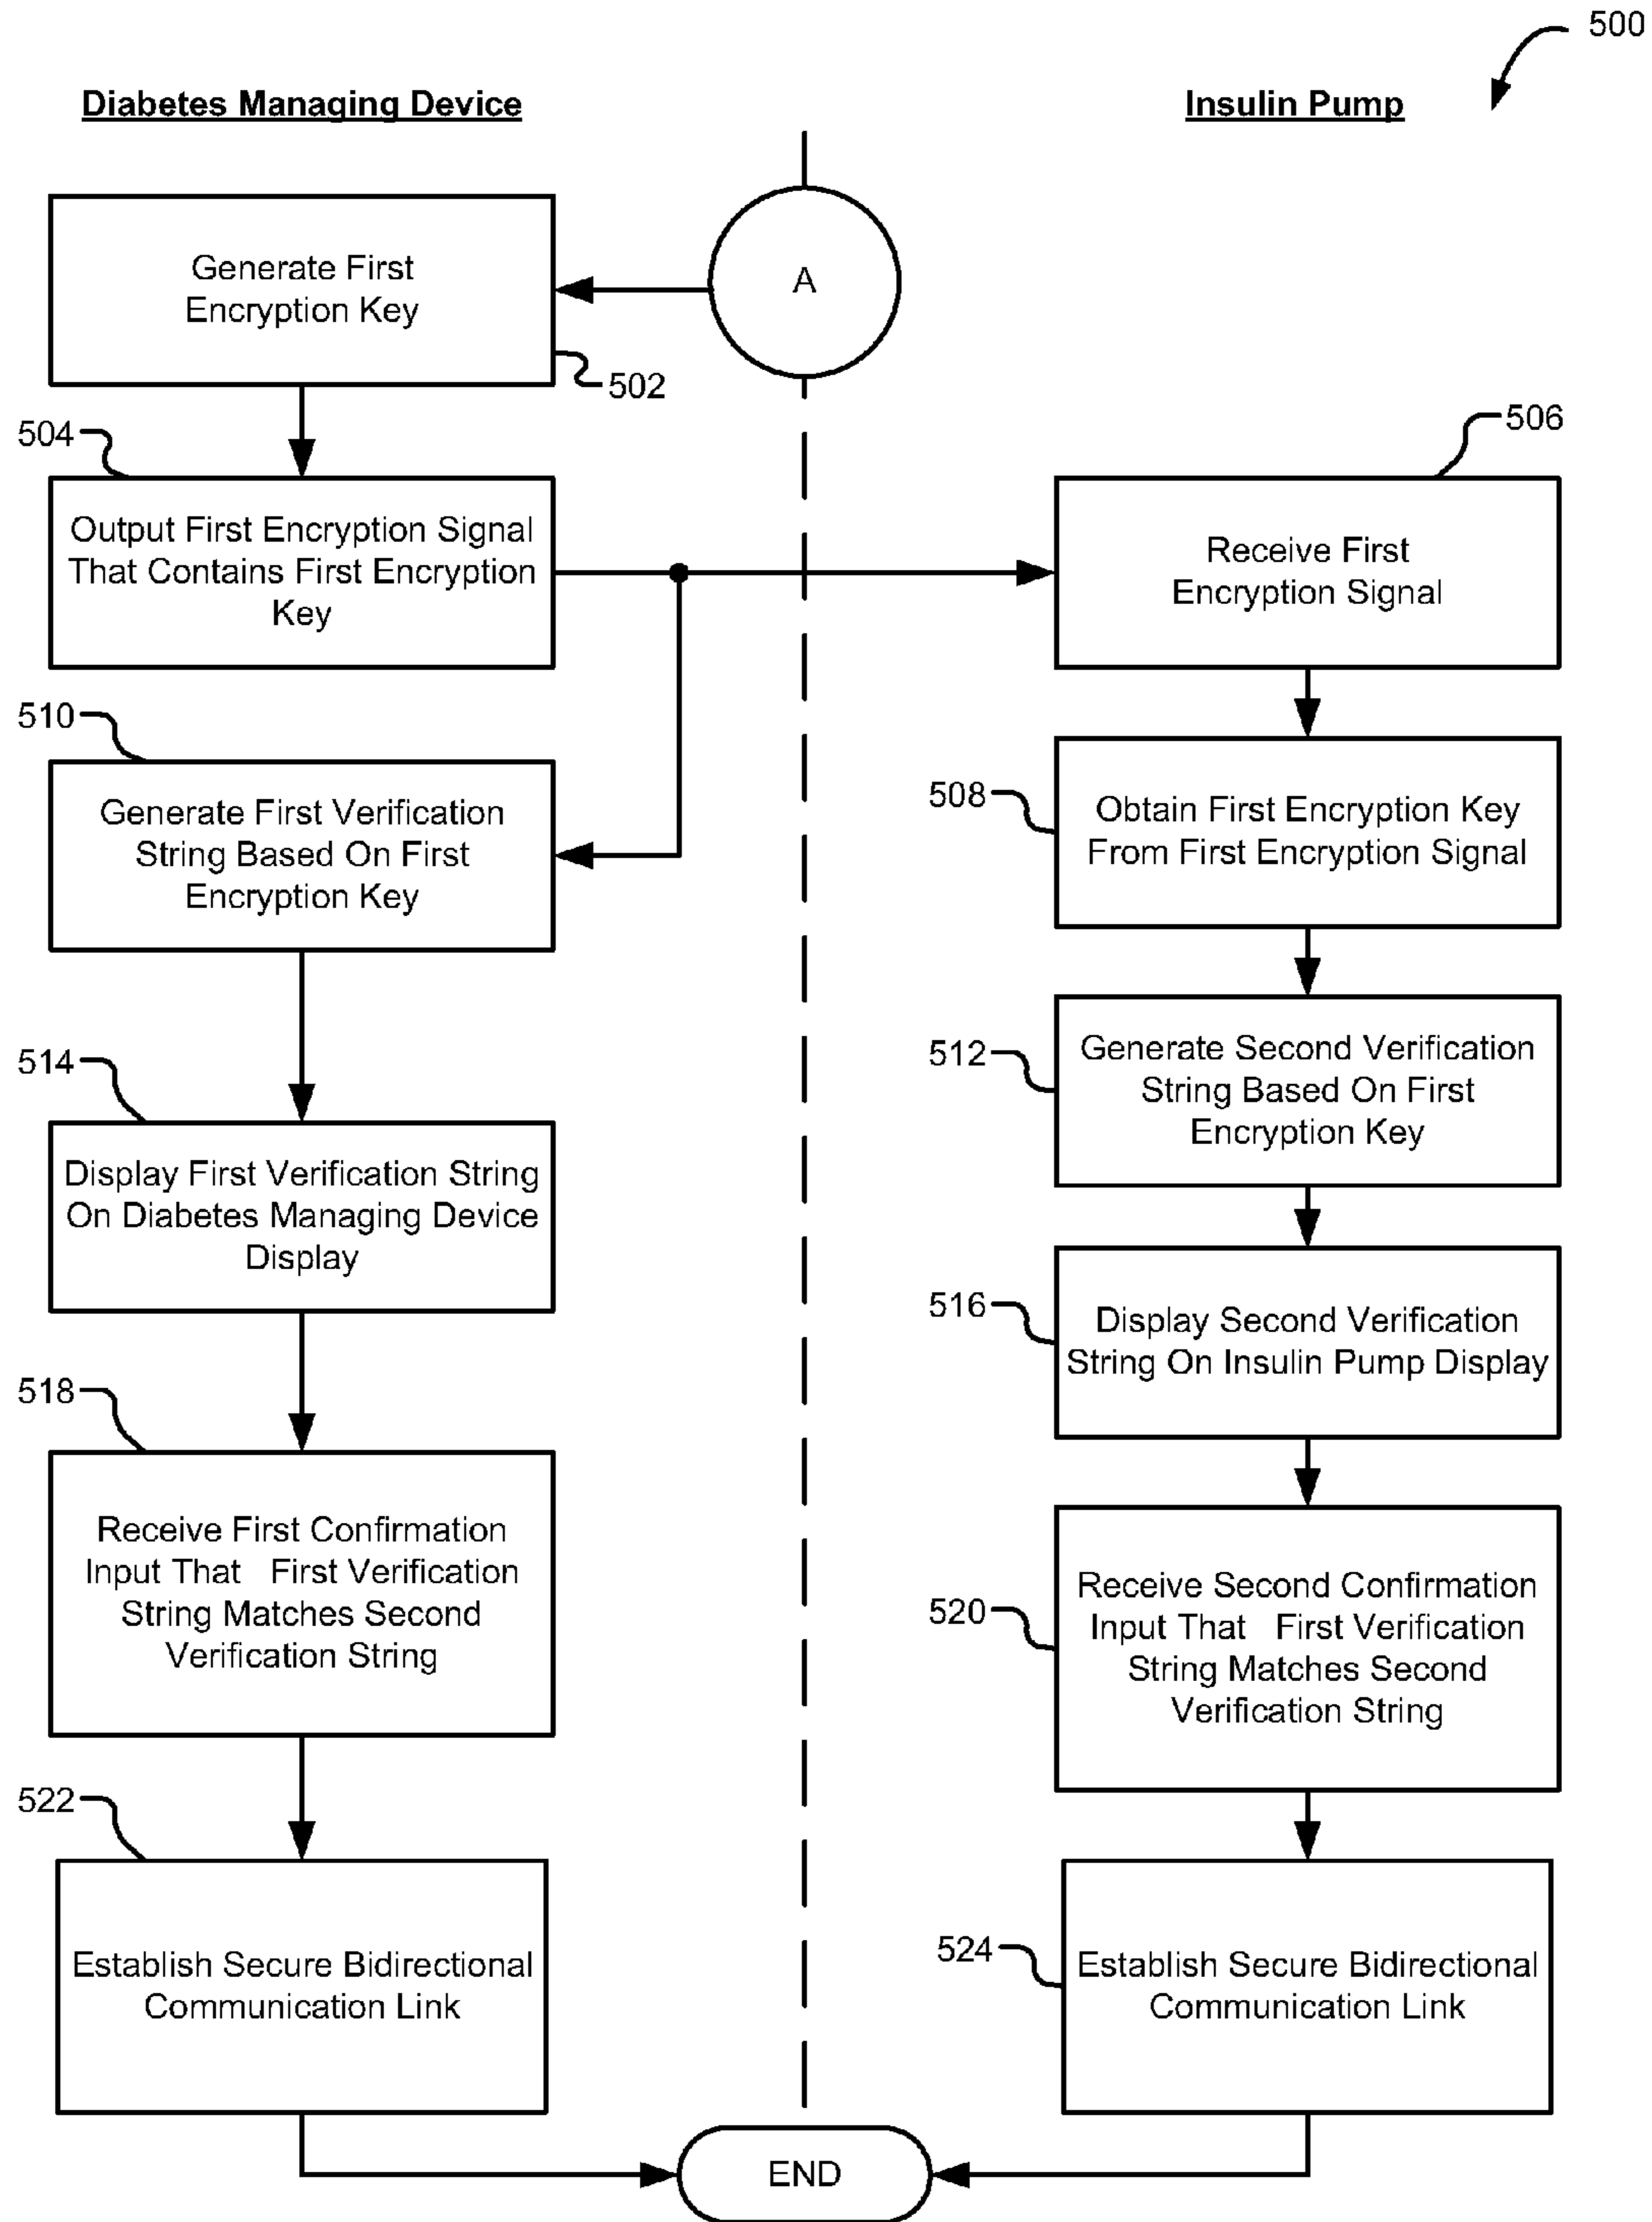 500
Diabetes Managing Device
Insulin Pump
Generate First
Encryption Key
A
502
504
506
Output First Encryption Signal
That Contains First Encryption
Key
Receive First
Encryption Signal
510
508
Generate First Verification
String Based On First
Encryption Key
Obtain First Encryption Key
From First Encryption Signal
512
Generate Second Verification
String Based On First
Encryption Key
514
Display First Verification String
On Diabetes Managing Device
Display
516
Display Second Verification
String On Insulin Pump Display
518
Receive First Confirmation
Input That First Verification
String Matches Second
Verification String
520
Receive Second Confirmation
Input That First Verification
String Matches Second
Verification String
522
Establish Secure Bidirectional
Communication Link
524
Establish Secure Bidirectional
Communication Link
END